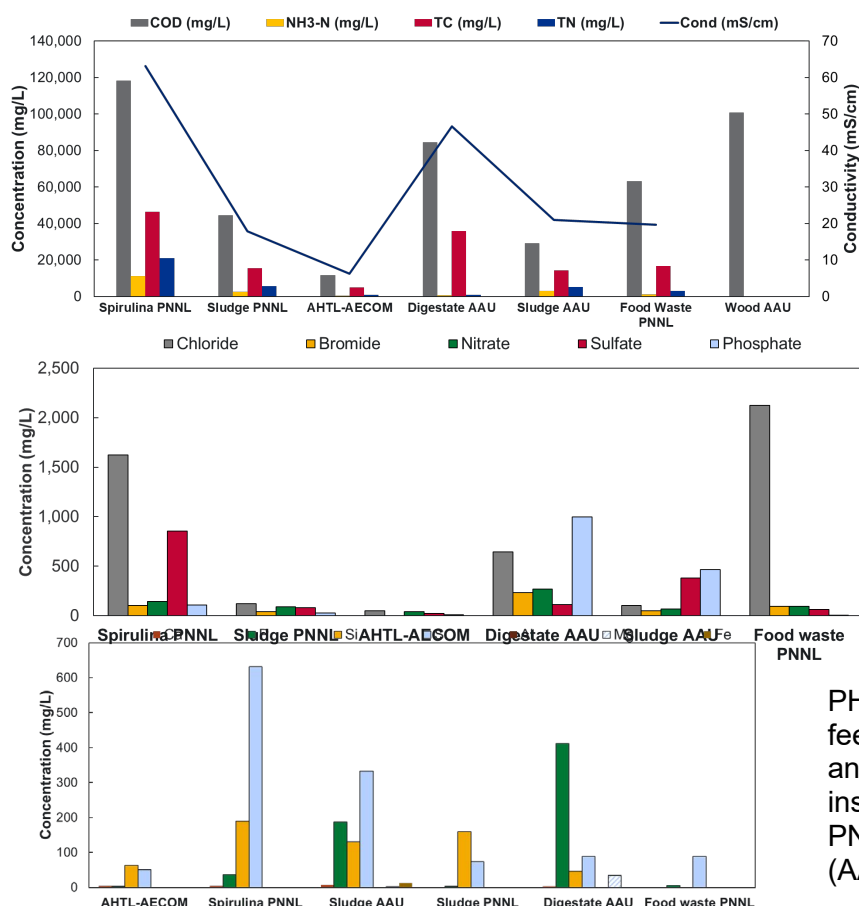 COD (mg/L) NH3-N (mg/L) TC (mg/L) TN (mg/L) Cond (mS/cm)
140,000
120,000
100,000
80,000
60,000
40,000
20,000
0
Concentration (mg/L)
70
60
50
40
30
20
10
0
Conductivity (mS/cm)
Spirulina PNNL Sludge PNNL AHTL-AECOM Digestate AAU Sludge AAU Food Waste Wood AAU
PNNL
Chloride Bromide Nitrate Sulfate Phosphate
2,500
2,000
1,500
1,000
500
0
Concentration (mg/L)
Spirulina PNNL Sludge PNNL AHTL-AECOM Digestate AAU Sludge AAU Food waste
PNNL
Si Fe
700
600
500
400
300
200
100
0
Concentration (mg/L)
AHTL-AECOM Spirulina PNNL Sludge AAU Sludge PNNL Digestate AAU Food waste PNNL
PH
fee
an
ins
PN
(AA